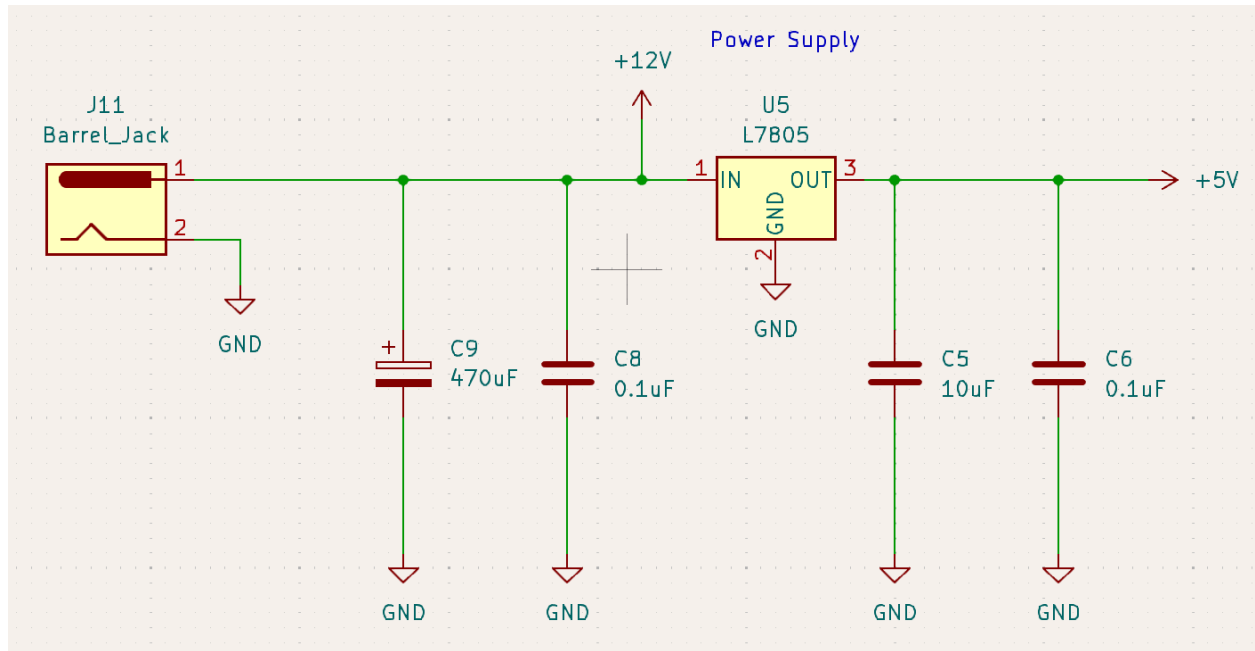 Power Supply
+12V
J11
Barrel_Jack
1
2
GND
U5
L7805
1
IN
OUT
3
GND
2
GND
+5V
+
C9
470uF
C8
0.1uF
C5
10uF
C6
0.1uF
GND
GND
GND
GND